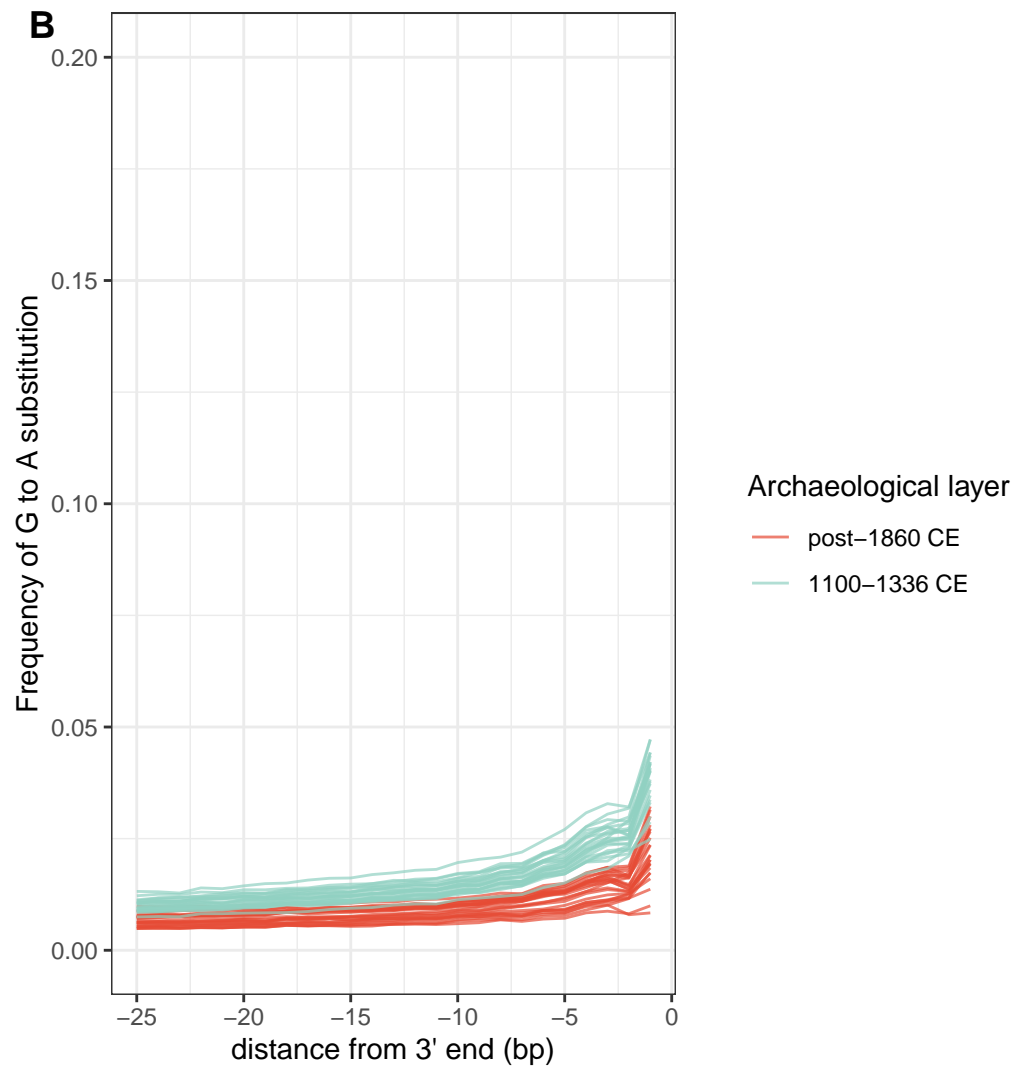 B
0.20
0.15
0.10
0.05
0.00
Frequency of G to A substitution
−25
−20
−15
−10
−5
0
distance from 3' end (bp)
Archaeological layer
post−1860 CE
1100−1336 CE